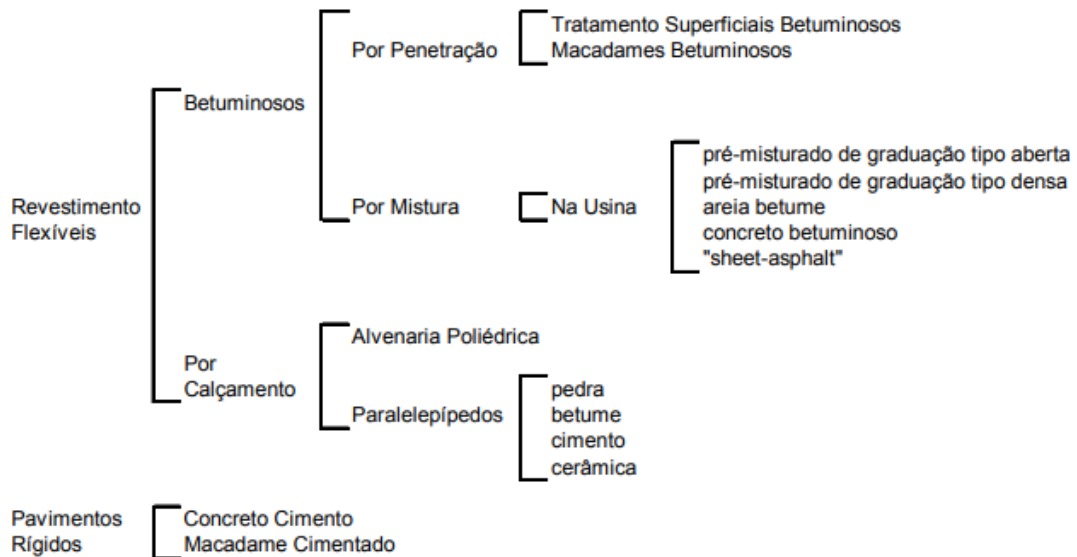 Tratamento Superficiais Betuminosos
Por Penetração
Macadames Betuminosos
Betuminosos
pré-misturado de graduação tipo aberta
pré-misturado de graduação tipo densa
Revestimento
Flexíveis
Por Mistura
Na Usina
areia betume
concreto betuminoso
"sheet-asphalt"
Alvenaria Poliédrica
Por
Calçamento
pedra
Paralelepípedos
betume
cimento
cerâmica
Pavimentos
Rígidos
Concreto Cimento
Macadame Cimentado